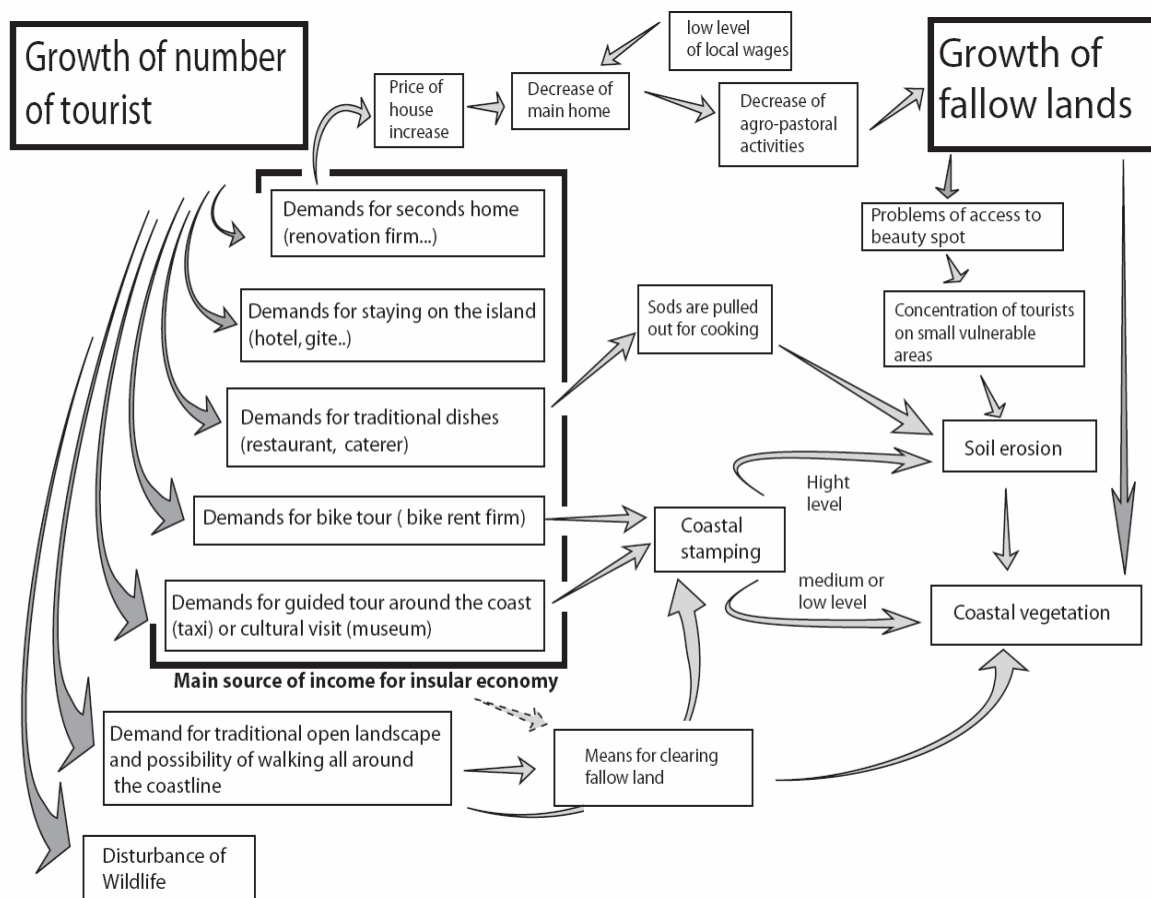 Growth of number
of tourist
low level
of local wages
Growth of
fallow lands
Price of
house
increase
Decrease of
main home
Decrease of
agro-pastoral
activities
Demands for seconds home
(renovation firm...)
Problems of access to
beauty spot
Demands for staying on the island
(hotel, gite..)
Sods are pulled
out for cooking
Concentration of tourists
on small vulnerable
areas
Demands for traditional dishes
(restaurant, caterer)
Soil erosion
Hight
level
Demands for bike tour ( bike rent firm)
Coastal
stamping
medium or
low level
Demands for guided tour around the coast
(taxi) or cultural visit (museum)
Coastal vegetation
Main source of income for insular economy
Demand for traditional open landscape
and possibility of walking all around
the coastline
Means for clearing
fallow land
Disturbance of
Wildlife